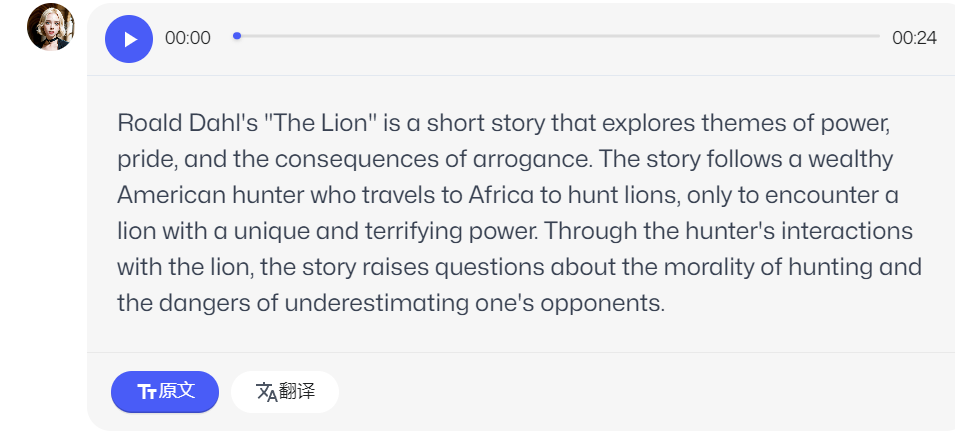 00:00
00:24
Roald Dahl's "The Lion" is a short story that explores themes of power,
pride, and the consequences of arrogance. The story follows a wealthy
American hunter who travels to Africa to hunt lions, only to encounter a
lion with a unique and terrifying power. Through the hunter's interactions
with the lion, the story raises questions about the morality of hunting and
the dangers of underestimating one's opponents.
原文
翻译